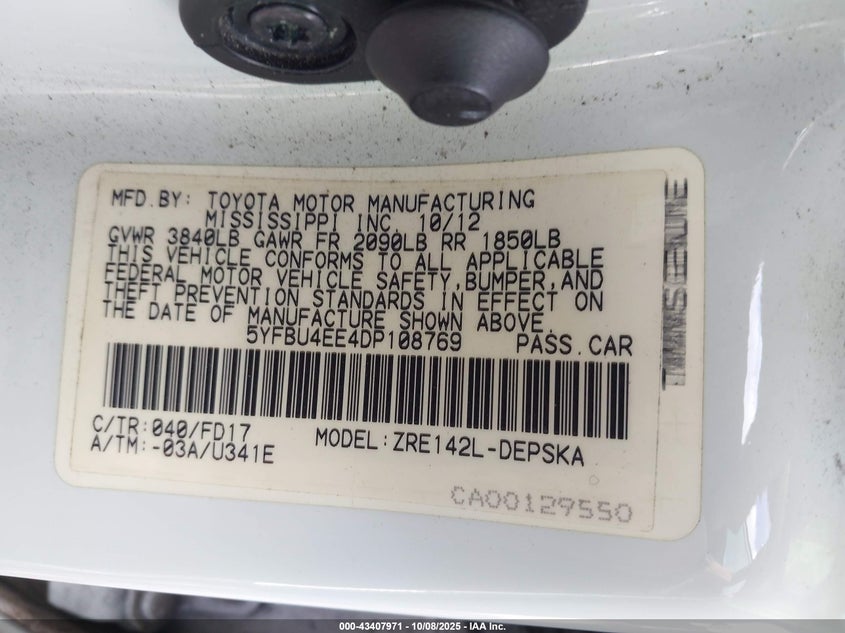 MFD.BY: TOYOTA MOTOR MANUFACTURING
MISSISSIPPI INC. 10/12
GVWR 3840LB GAWR FR 2090LB RR 1850LB
THIS VEHICLE CONFORMS TO ALL APPLICABLE
FEDERAL MOTOR VEHICLE SAFETY,BUMPER,AND
THEFT PREVENTION STANDARDS IN EFFECT ON
THE DATE OF MANUFACTURE SHOWN ABOVE.
5YFBU4EE4DP108769 PASS.CAR
C/TR:040/FD17 MODEL:ZRE142L-DEPSKA
A/TM:-03A/U341E
CA00129550
000-43407971 - 10/08/2025 - IAA Inc.